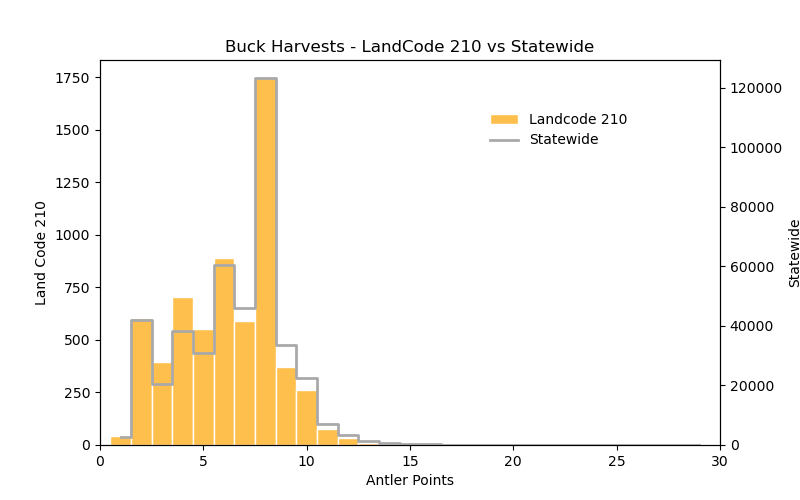 Buck Harvests - LandCode 210 vs Statewide
Landcode 210
Statewide
Land Code 210
1750
1500
1250
1000
750
500
250
0
120000
100000
80000
60000
40000
20000
0
Statewide
0 5 10 15 20 25 30
Antler Points